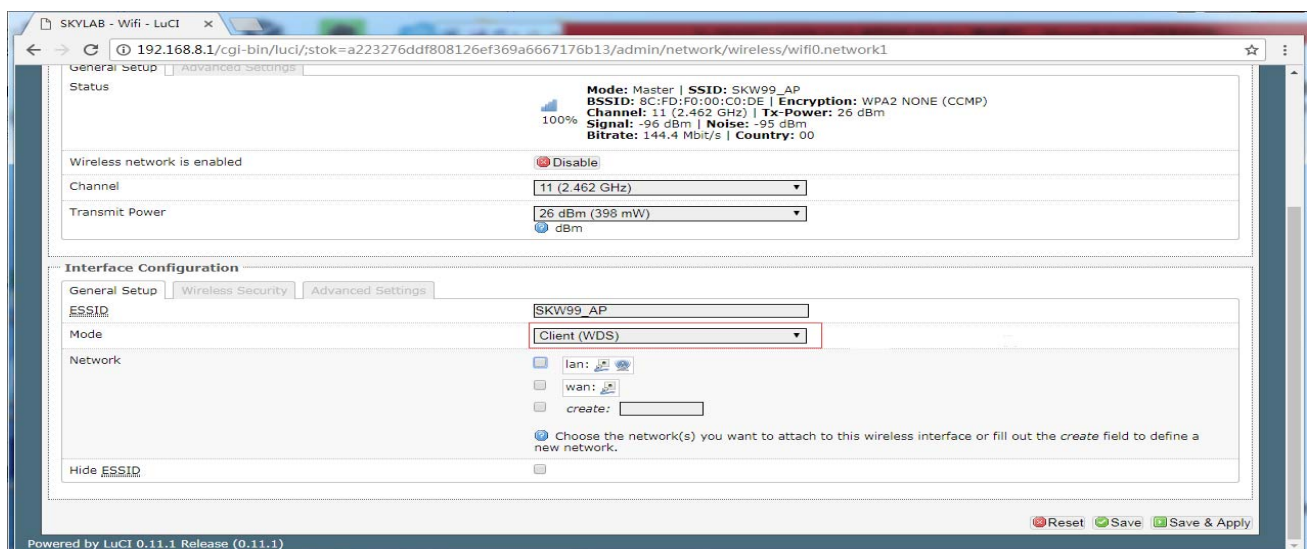 SKYLAB - Wifi - LuCI
192.168.8.1/cgi-bin/luci/;stok=a223276ddf808126ef369a6667176b13/admin/network/wireless/wifi0.network1
General Setup Advanced Settings
Status
Mode: Master | SSID: SKW99_AP
BSSID: 8C:FD:F0:00:C0:DE | Encryption: WPA2 NONE (CCMP)
Channel: 11 (2.462 GHz) | Tx-Power: 26 dBm
100% Signal: -96 dBm | Noise: -95 dBm
Bitrate: 144.4 Mbit/s | Country: 00
Wireless network is enabled Disable
Channel 11 (2.462 GHz)
Transmit Power 26 dBm (398 mW)
dBm
Interface Configuration
General Setup Wireless Security Advanced Settings
ESSID SKW99_AP
Mode Client (WDS)
Network lan:
wan:
create:
Choose the network(s) you want to attach to this wireless interface or fill out the create field to define a
new network.
Hide ESSID
Reset Save Save & Apply
Powered by LuCI 0.11.1 Release (0.11.1)